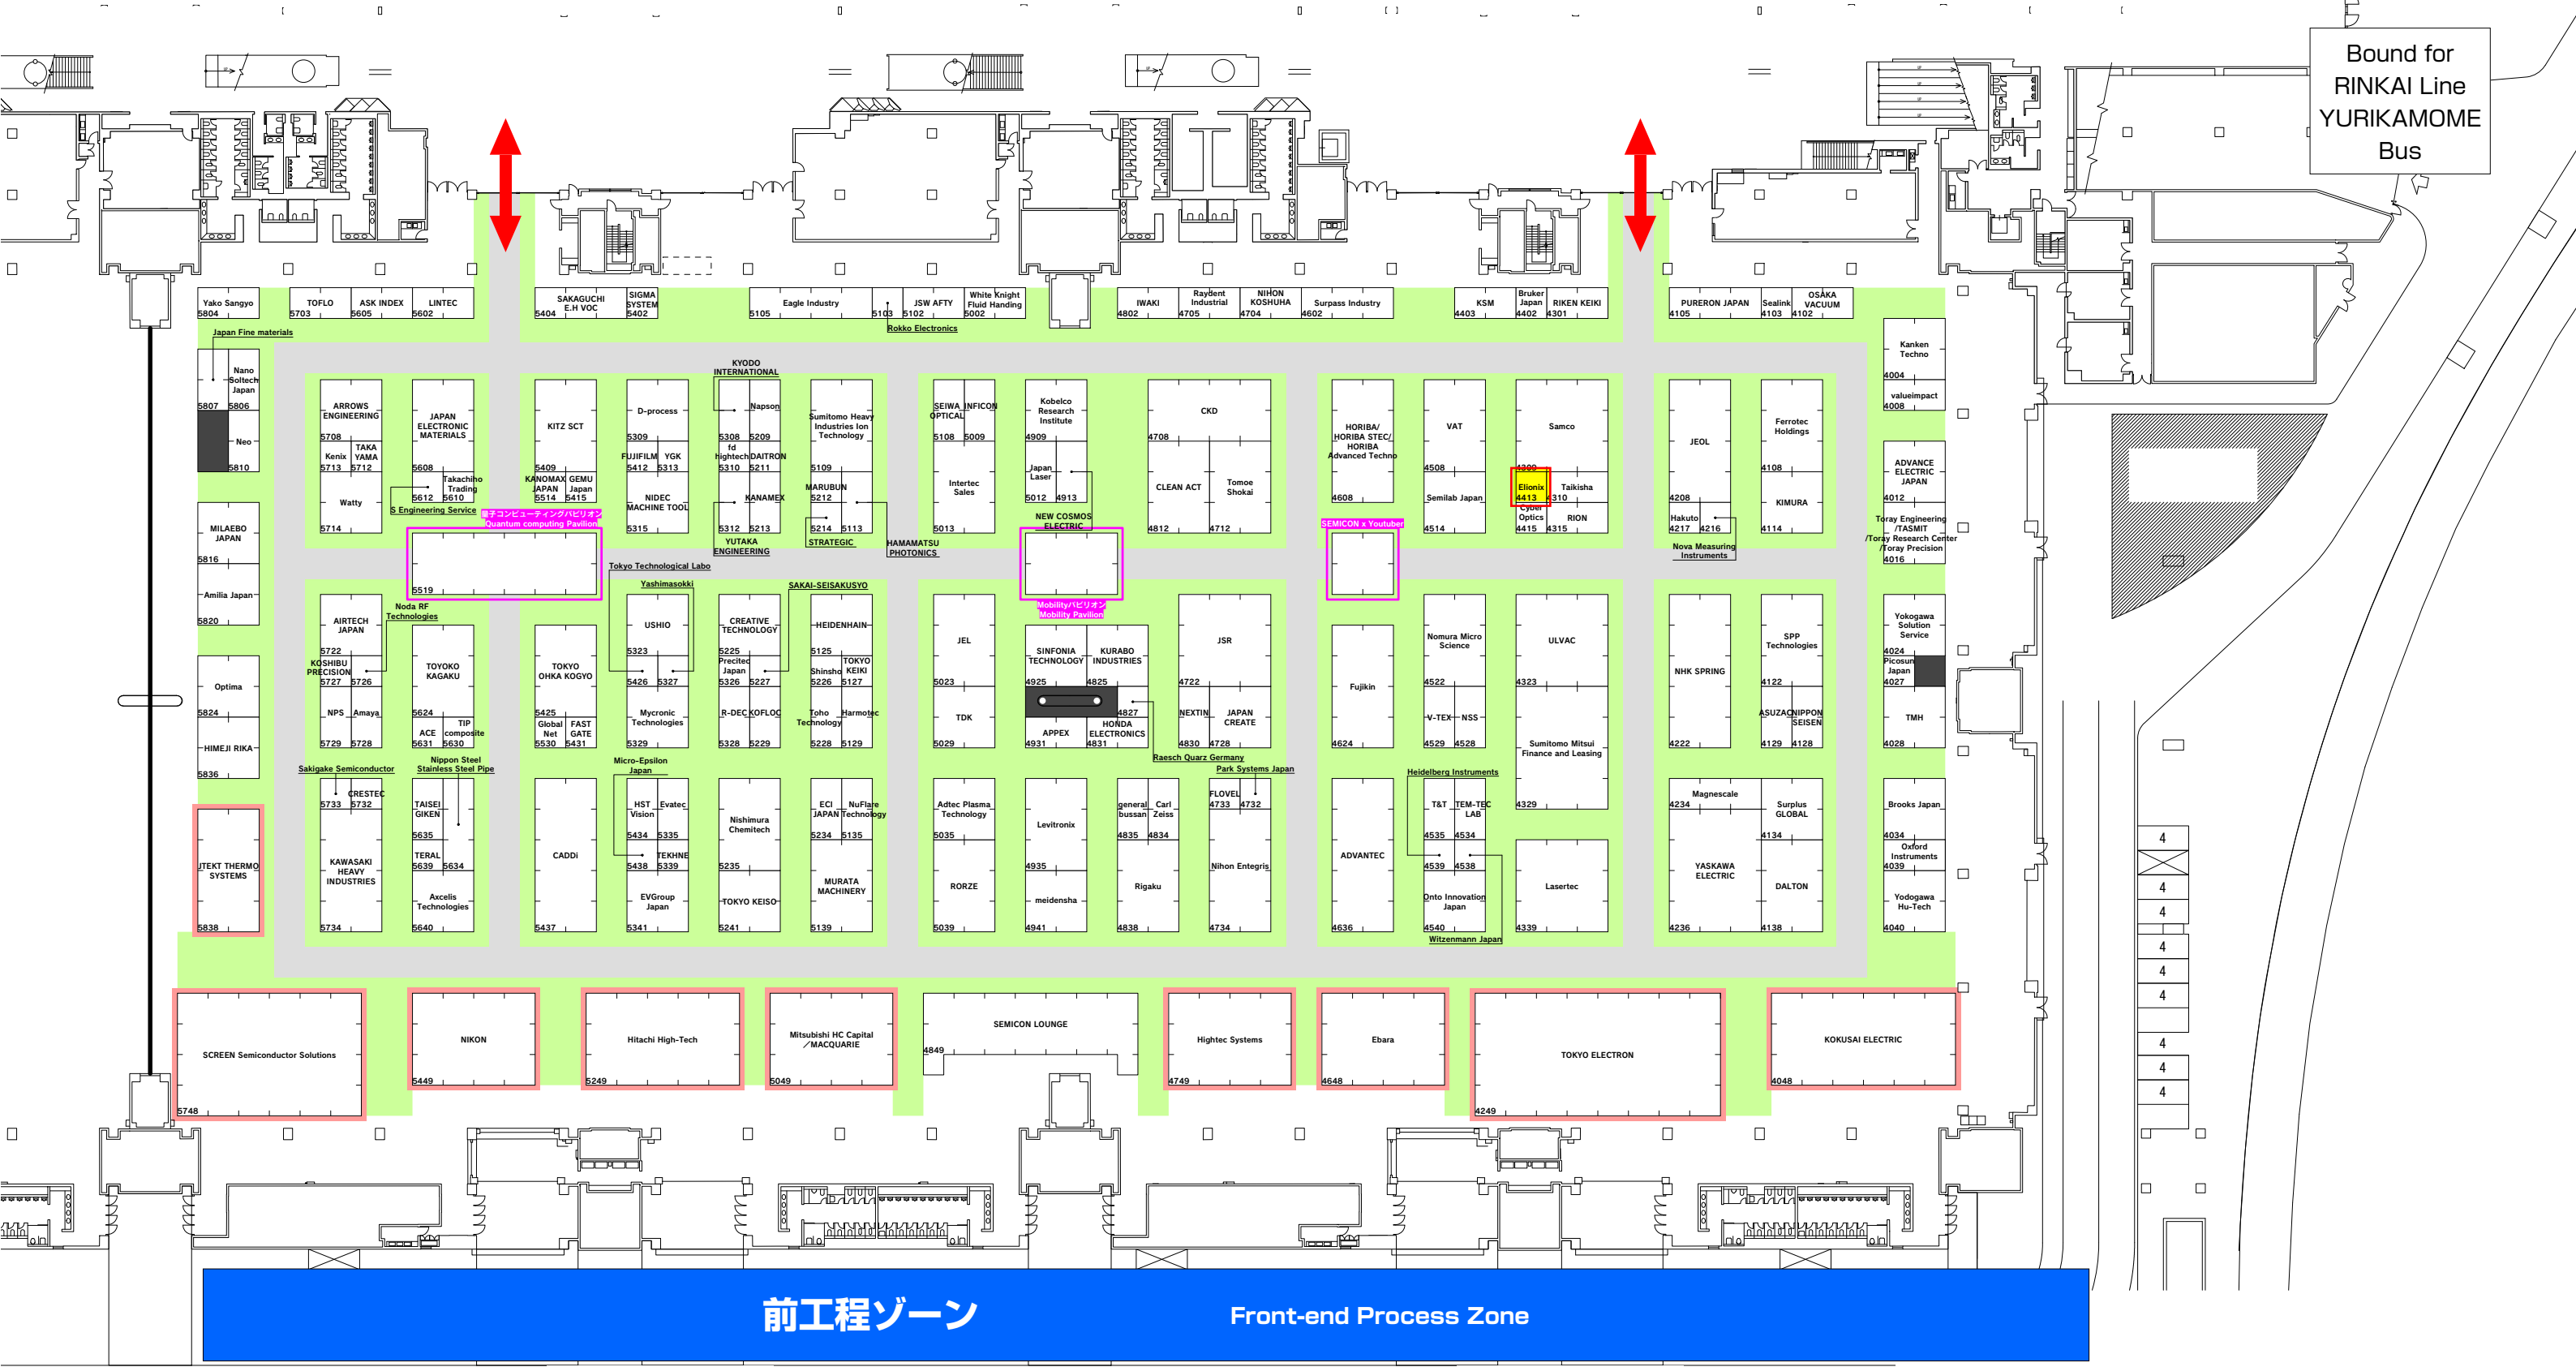 Bound for
RINKAI Line
YURIKAMOME
Bus
Yako Sangyo
5804
TOFLO
5703
ASK INDEX
5605
LINTEC
5602
SAKAGUCHI
E.H VOC
5404
SIGMA
SYSTEM
5402
Eagle Industry
5105
5103
Rokko Electronics
JSW AFTY
5102
White Knight
Fluid Handing
5002
IWAKI
4802
Raydent
Industrial
4705
NIHON
KOSHUHA
4704
Surpass Industry
4602
KSM
4403
Bruker
Japan
4402
RIKEN KEIKI
4301
PURERON JAPAN
4105
Sealink
4103
OSAKA
VACUUM
4102
Japan Fine materials
5807
Nano
Soltech
Japan
5806
Neo
5810
ARROWS
ENGINEERING
5708
Kenix
5713
TAKA
YAMA
5712
Watty
5714
JAPAN
ELECTRONIC
MATERIALS
5608
Takachiho
Trading
5612
5610
S Engineering Service
KITZ SCT
5409
KANOMAX
JAPAN
5514
GEMU
Japan
5415
D-process
5309
FUJIFILM
5412
YGK
5313
NIDEC
MACHINE TOOL
5315
KYODO
INTERNATIONAL
5308
Napson
5209
fd
hightech
5310
DAITRON
5211
KANAMEX
5312
5213
YUTAKA
ENGINEERING
Sumitomo Heavy
Industries Ion
Technology
5109
MARUBUN
5212
5214
5113
STRATEGIC
HAMAMATSU
PHOTONICS
SEIWA
OPTICAL
5108
INFICON
5009
Intertec
Sales
5013
Kobelco
Research
Institute
4909
Japan
Laser
5012
4913
NEW COSMOS
ELECTRIC
CKD
4708
CLEAN ACT
4812
Tomoe
Shokai
4712
HORIBA/
HORIBA STEC/
HORIBA
Advanced Techno
4608
VAT
4508
Semilab Japan
4514
Samco
4309
Elionix
4413
Taikisha
4310
Cyber
Optics
4415
RION
4315
JEOL
4208
Hakuto
4217
4216
Nova Measuring
Instruments
Ferrotec
Holdings
4108
KIMURA
4114
Kanken
Techno
4004
valueimpact
4008
ADVANCE
ELECTRIC
JAPAN
4012
Toray Engineering
/TASMIT
/Toray Research Center
/Toray Precision
4016
MILAEBO
JAPAN
5816
Amilia Japan
5820
量子コンピューティングパビリオン
Quantum computing Pavilion
5519
Mobilityパビリオン
Mobility Pavilion
SEMICON x Youtuber
Tokyo Technological Labo
Yashimasokki
SAKAI-SEISAKUSYO
Noda RF
Technologies
AIRTECH
JAPAN
5722
KOSHIBU
PRECISION
5727
5726
NPS
5729
Amaya
5728
TOYOKO
KAGAKU
5624
ACE
5631
TIP
composite
5630
TOKYO
OHKA KOGYO
5425
Global
Net
5530
FAST
GATE
5431
USHIO
5323
5426
5327
Mycronic
Technologies
5329
CREATIVE
TECHNOLOGY
5225
Precitec
Japan
5326
5227
R-DEC
5328
KOFLOC
5229
HEIDENHAIN
5125
Shinsho
5226
TOKYO
KEIKI
5127
Toho
Technology
5228
Harmotec
5129
JEL
5023
TDK
5029
SINFONIA
TECHNOLOGY
4925
KURABO
INDUSTRIES
4825
4827
APPEX
4931
HONDA
ELECTRONICS
4831
Raesch Quarz Germany
JSR
4722
NEXTIN
4830
JAPAN
CREATE
4728
Fujikin
4624
Nomura Micro
Science
4522
V-TEX
4529
NSS
4528
ULVAC
4323
Sumitomo Mitsui
Finance and Leasing
4329
NHK SPRING
4222
SPP
Technologies
4122
ASUZAC
4129
NIPPON
SEISEN
4128
Yokogawa
Solution
Service
4024
Picosun
Japan
4027
TMH
4028
Optima
5824
HIMEJI RIKA
5836
JTEKT THERMO
SYSTEMS
5838
Sakigake Semiconductor
5733
CRESTEC
5732
KAWASAKI
HEAVY
INDUSTRIES
5734
Nippon Steel
Stainless Steel Pipe
TAISEI
GIKEN
5635
TERAL
5639
5634
Axcelis
Technologies
5640
CADDi
5437
Micro-Epsilon
Japan
HST
Vision
5434
Evatec
5335
5438
TEKHNE
5339
EVGroup
Japan
5341
Nishimura
Chemitech
5235
TOKYO KEISO
5241
ECI
JAPAN
5234
NuFlare
Technology
5135
MURATA
MACHINERY
5139
Adtec Plasma
Technology
5035
RORZE
5039
Levitronix
4935
meidensha
4941
general
bussan
4835
Carl
Zeiss
4834
Rigaku
4838
Park Systems Japan
FLOVEL
4733
4732
Nihon Entegris
4734
ADVANTEC
4636
Heidelberg Instruments
T&T
4535
TEM-TEC
LAB
4534
4539
4538
Onto Innovation
Japan
4540
Witzenmann Japan
Lasertec
4339
Magnescale
4234
YASKAWA
ELECTRIC
4236
Surplus
GLOBAL
4134
DALTON
4138
Brooks Japan
4034
Oxford
Instruments
4039
Yodogawa
Hu-Tech
4040
SCREEN Semiconductor Solutions
5748
NIKON
5449
Hitachi High-Tech
5249
Mitsubishi HC Capital
／MACQUARIE
5049
SEMICON LOUNGE
4849
Hightec Systems
4749
Ebara
4648
TOKYO ELECTRON
4249
KOKUSAI ELECTRIC
4048
4
4
4
4
4
4
4
4
4
前工程ゾーン
Front-end Process Zone